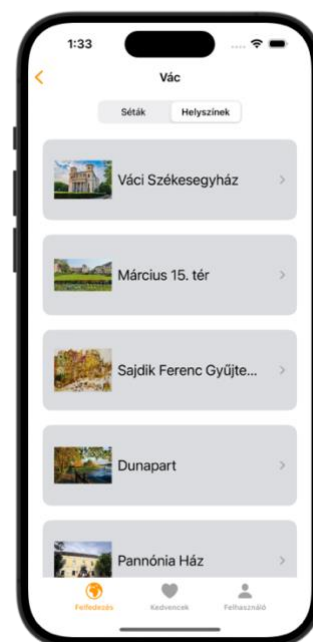 1:33
Vác
Séták Helyszínek
Váci Székesegyház
Március 15. tér
Sajdik Ferenc Gyűjte...
Dunapart
Pannónia Ház
Felfedezés Kedvencek Felhasználó